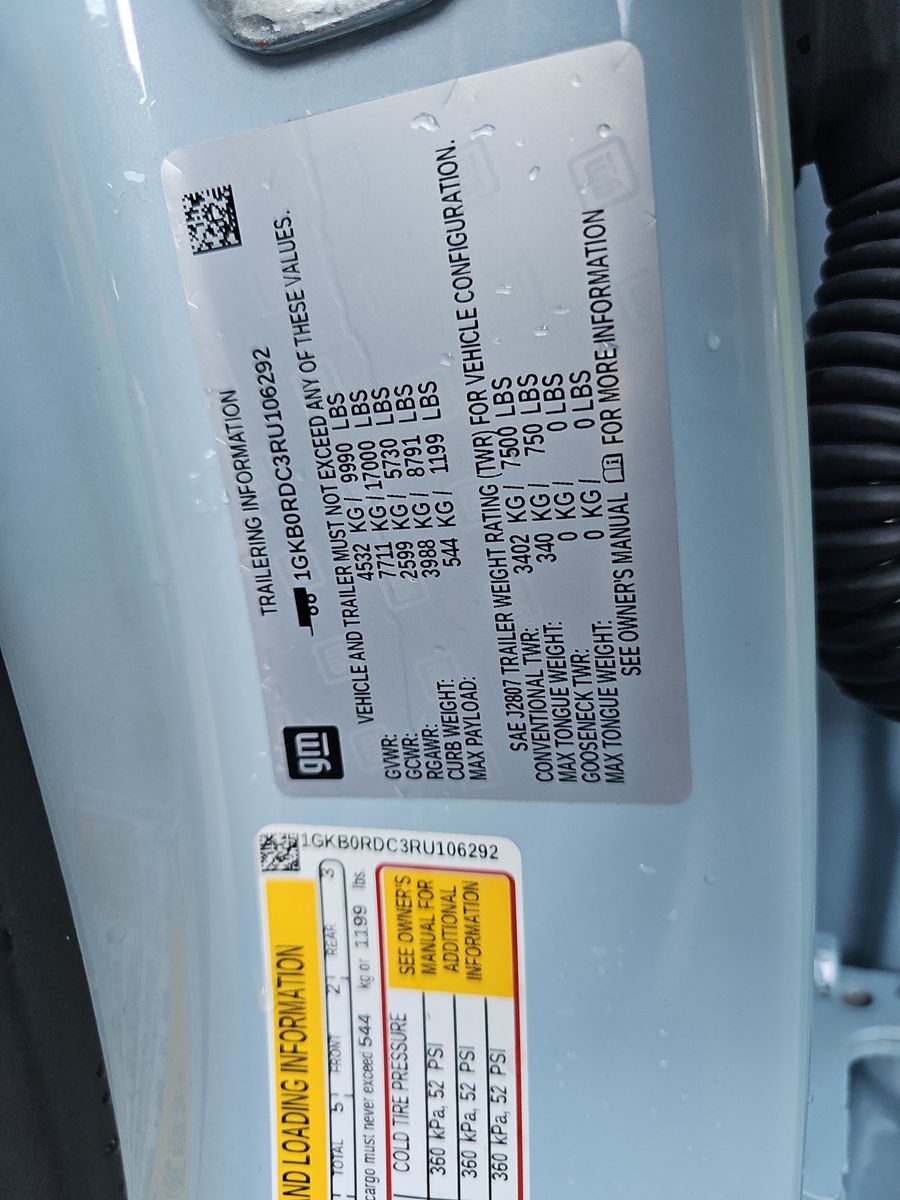 gm
TRAILERING INFORMATION
1GKB0RDC3RU106292
VEHICLE AND TRAILER MUST NOT EXCEED ANY OF THESE VALUES.
GVWR: 4532 KG / 9990 LBS
GCWR: 7711 KG / 17000 LBS
RGAWR: 2599 KG / 5730 LBS
CURB WEIGHT: 3988 KG / 8791 LBS
MAX PAYLOAD: 544 KG / 1199 LBS
SAE J2807 TRAILER WEIGHT RATING (TWR) FOR VEHICLE CONFIGURATION.
CONVENTIONAL TWR: 3402 KG / 7500 LBS
MAX TONGUE WEIGHT: 340 KG / 750 LBS
GOOSENECK TWR: 0 KG / 0 LBS
MAX TONGUE WEIGHT: 0 KG / 0 LBS
SEE OWNER'S MANUAL FOR MORE INFORMATION
AND LOADING INFORMATION
1GKB0RDC3RU106292
TOTAL 5 FRONT 2 REAR 3
cargo must never exceed 544 kg or 1199 lbs.
COLD TIRE PRESSURE
360 kPa, 52 PSI
360 kPa, 52 PSI
360 kPa, 52 PSI
SEE OWNER'S
MANUAL FOR
ADDITIONAL
INFORMATION